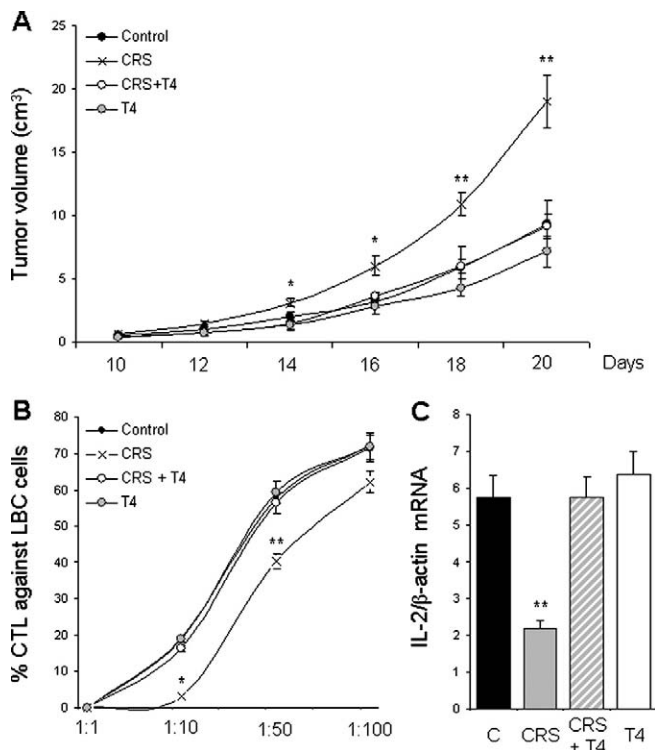 A
Control
CRS
CRS+T4
T4
Tumor volume (cm³)
25
20
15
10
5
0
**
**
*
*
10 12 14 16 18 20 Days
B
Control
CRS
CRS + T4
T4
% CTL against LBC cells
80
70
60
50
40
30
20
10
0
**
*
1:1 1:10 1:50 1:100
C
IL-2/β-actin mRNA
8
7
6
5
4
3
2
1
0
**
C CRS CRS + T4 T4